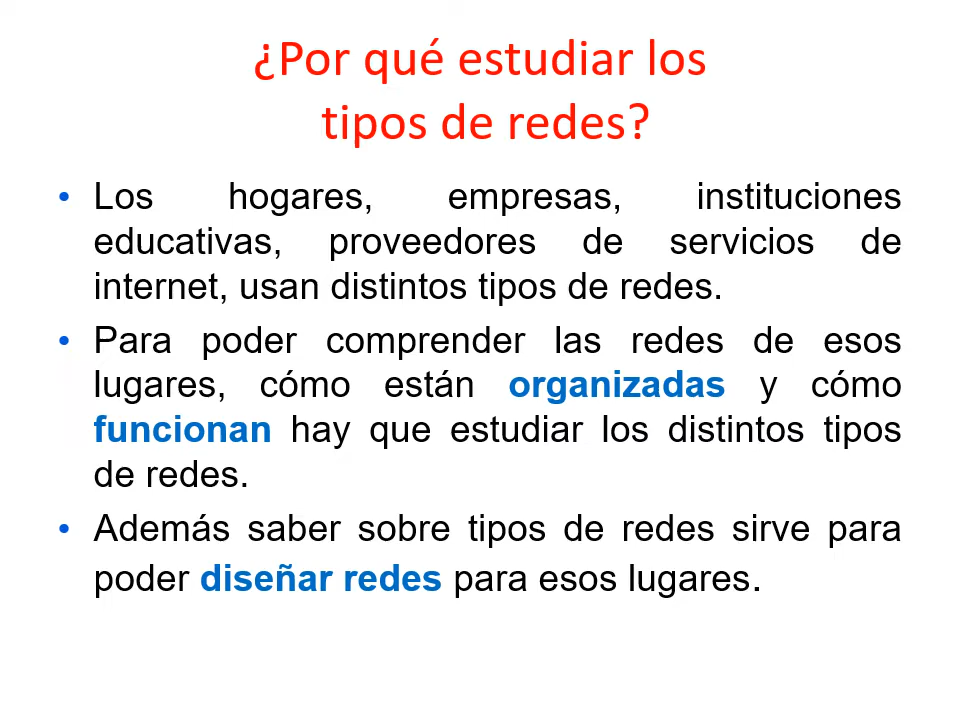 ¿Por qué estudiar los
tipos de redes?
• Los hogares, empresas, instituciones
educativas, proveedores de servicios de
internet, usan distintos tipos de redes.
• Para poder comprender las redes de esos
lugares, cómo están organizadas y cómo
funcionan hay que estudiar los distintos tipos
de redes.
• Además saber sobre tipos de redes sirve para
poder diseñar redes para esos lugares.